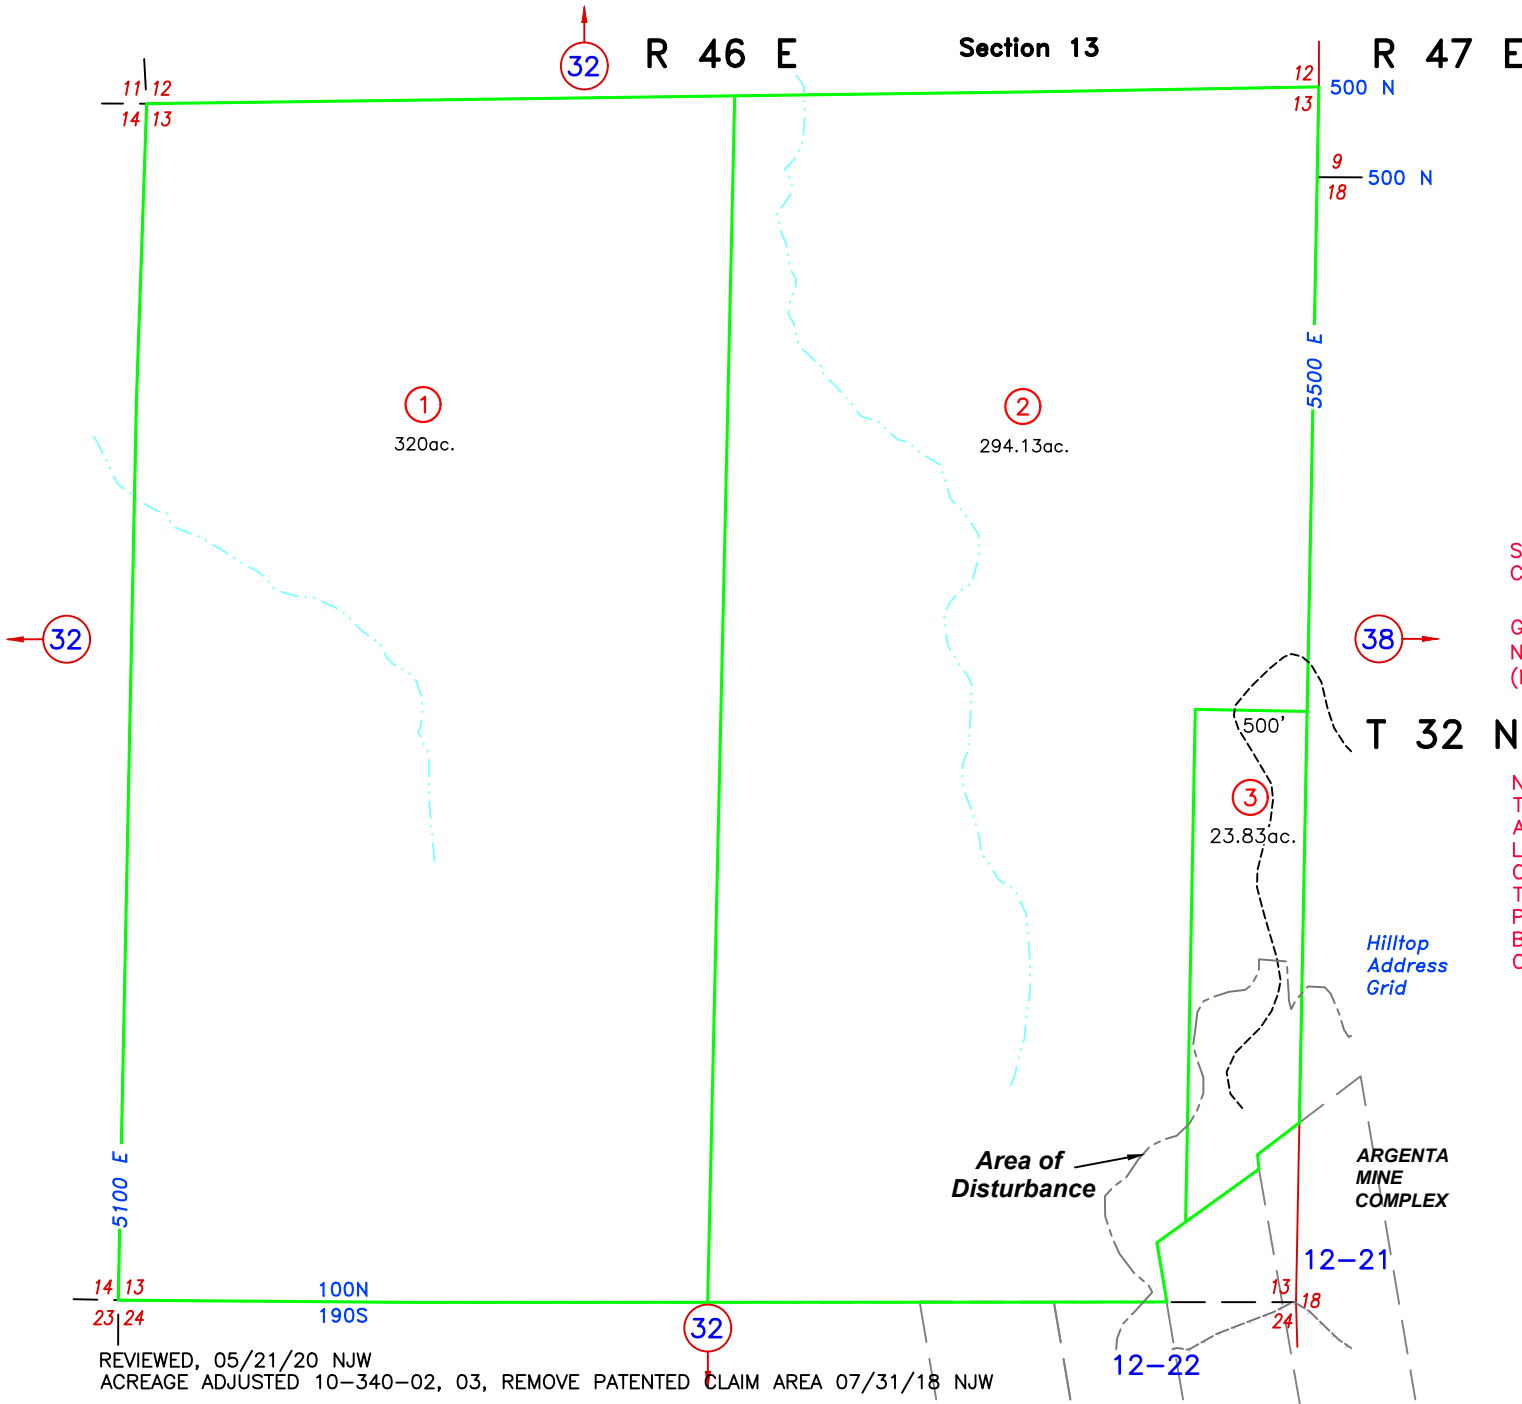 R 46 E
Section 13
R 47 E
32
11 12
14 13
12
13
500 N
9
18
500 N
5500 E
1
320ac.
2
294.13ac.
S
C
G
N
32
38
T 32 N
500'
3
23.83ac.
N
T
A
L
O
T
P
B
C
Hilltop
Address
Grid
Area of
Disturbance
ARGENTA
MINE
COMPLEX
5100 E
12-21
14 13
23 24
100N
190S
13
18
24
32
12-22
REVIEWED, 05/21/20 NJW
ACREAGE ADJUSTED 10-340-02, 03, REMOVE PATENTED CLAIM AREA 07/31/18 NJW